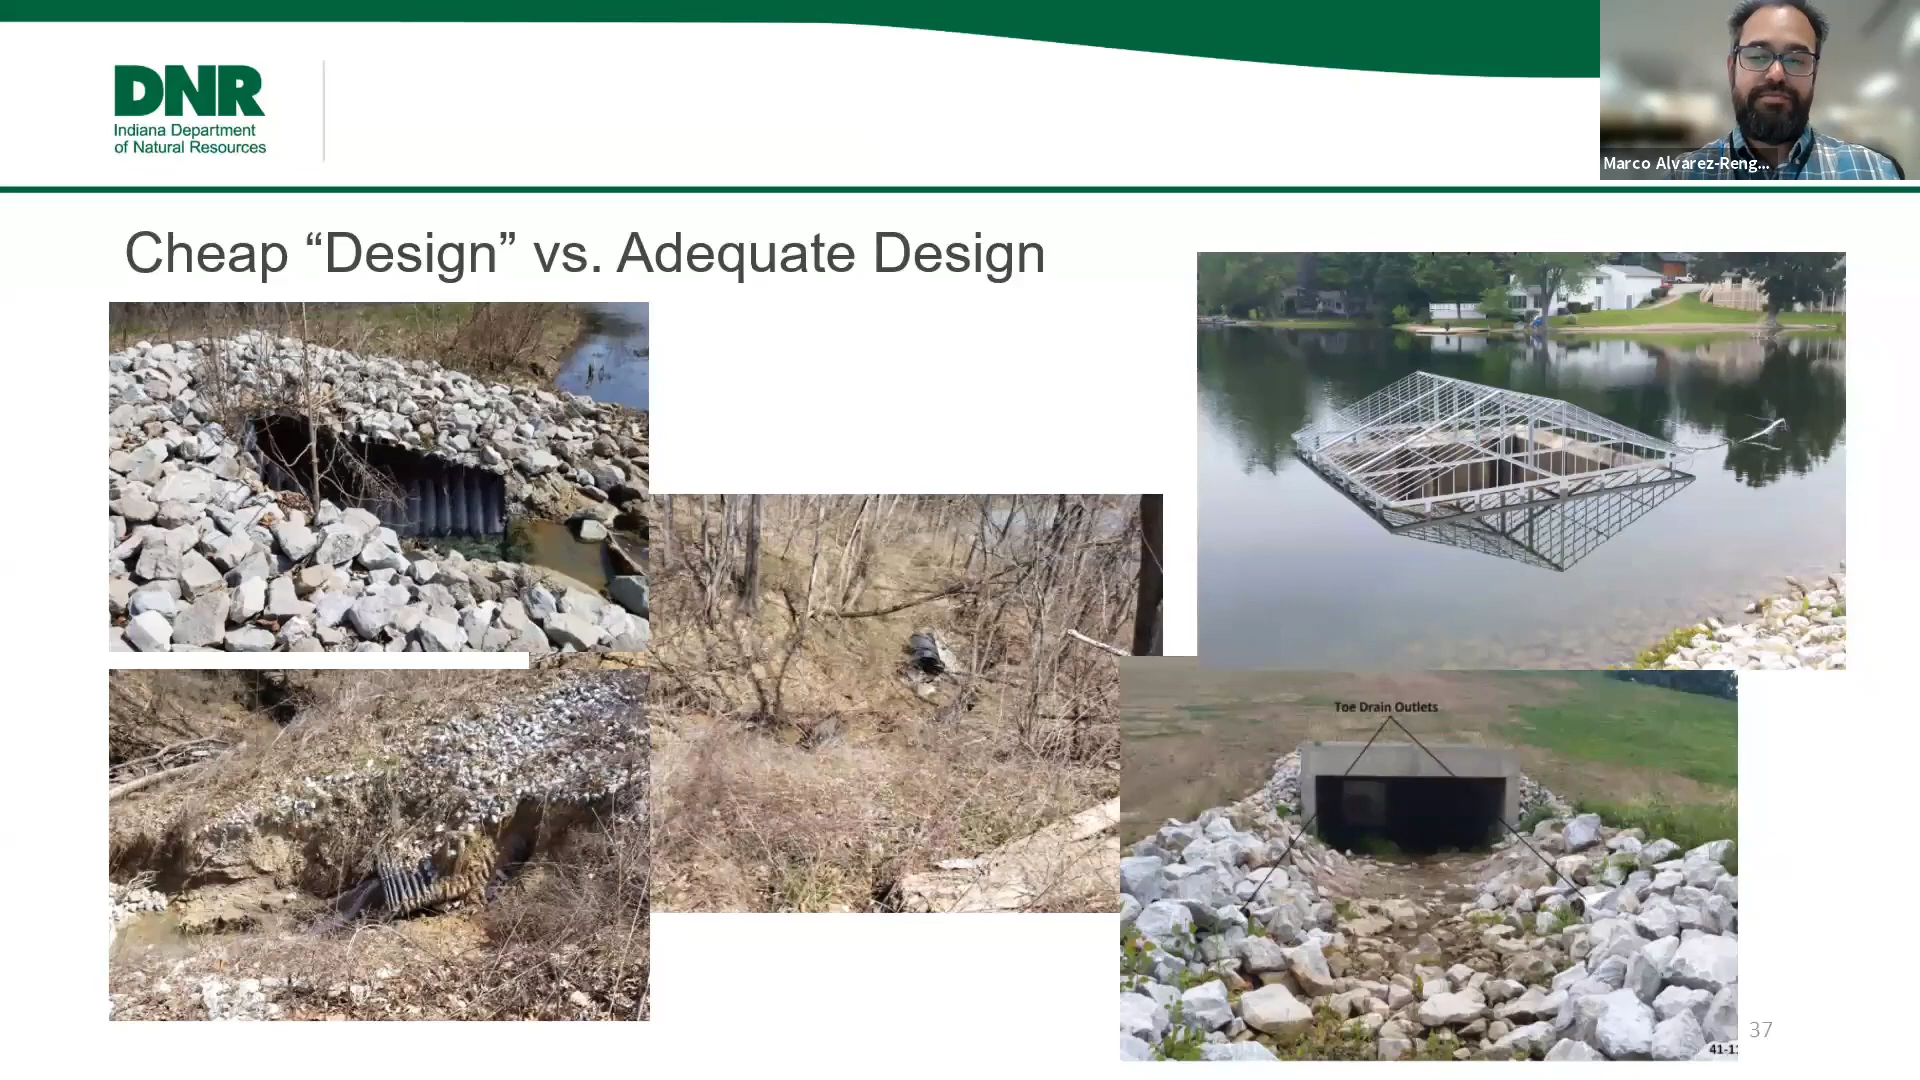 DNR
Indiana Department
of Natural Resources
Marco Alvarez-Reng...
Cheap “Design” vs. Adequate Design
Toe Drain Outlets
37